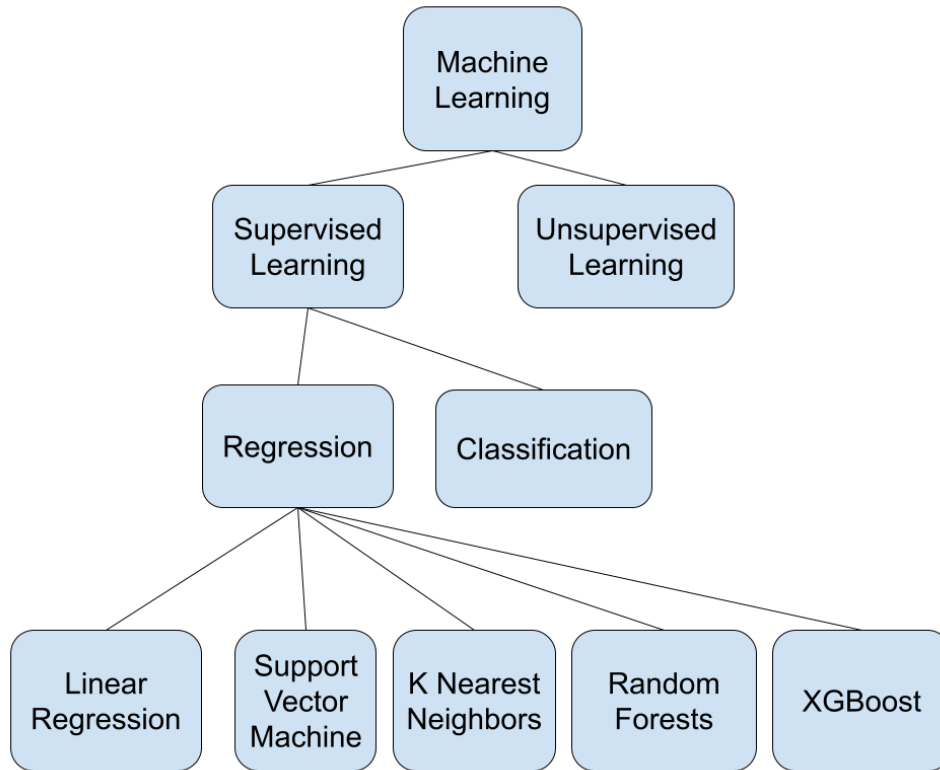 Machine
Learning
Supervised
Learning
Unsupervised
Learning
Regression
Classification
Linear
Regression
Support
Vector
Machine
K Nearest
Neighbors
Random
Forests
XGBoost